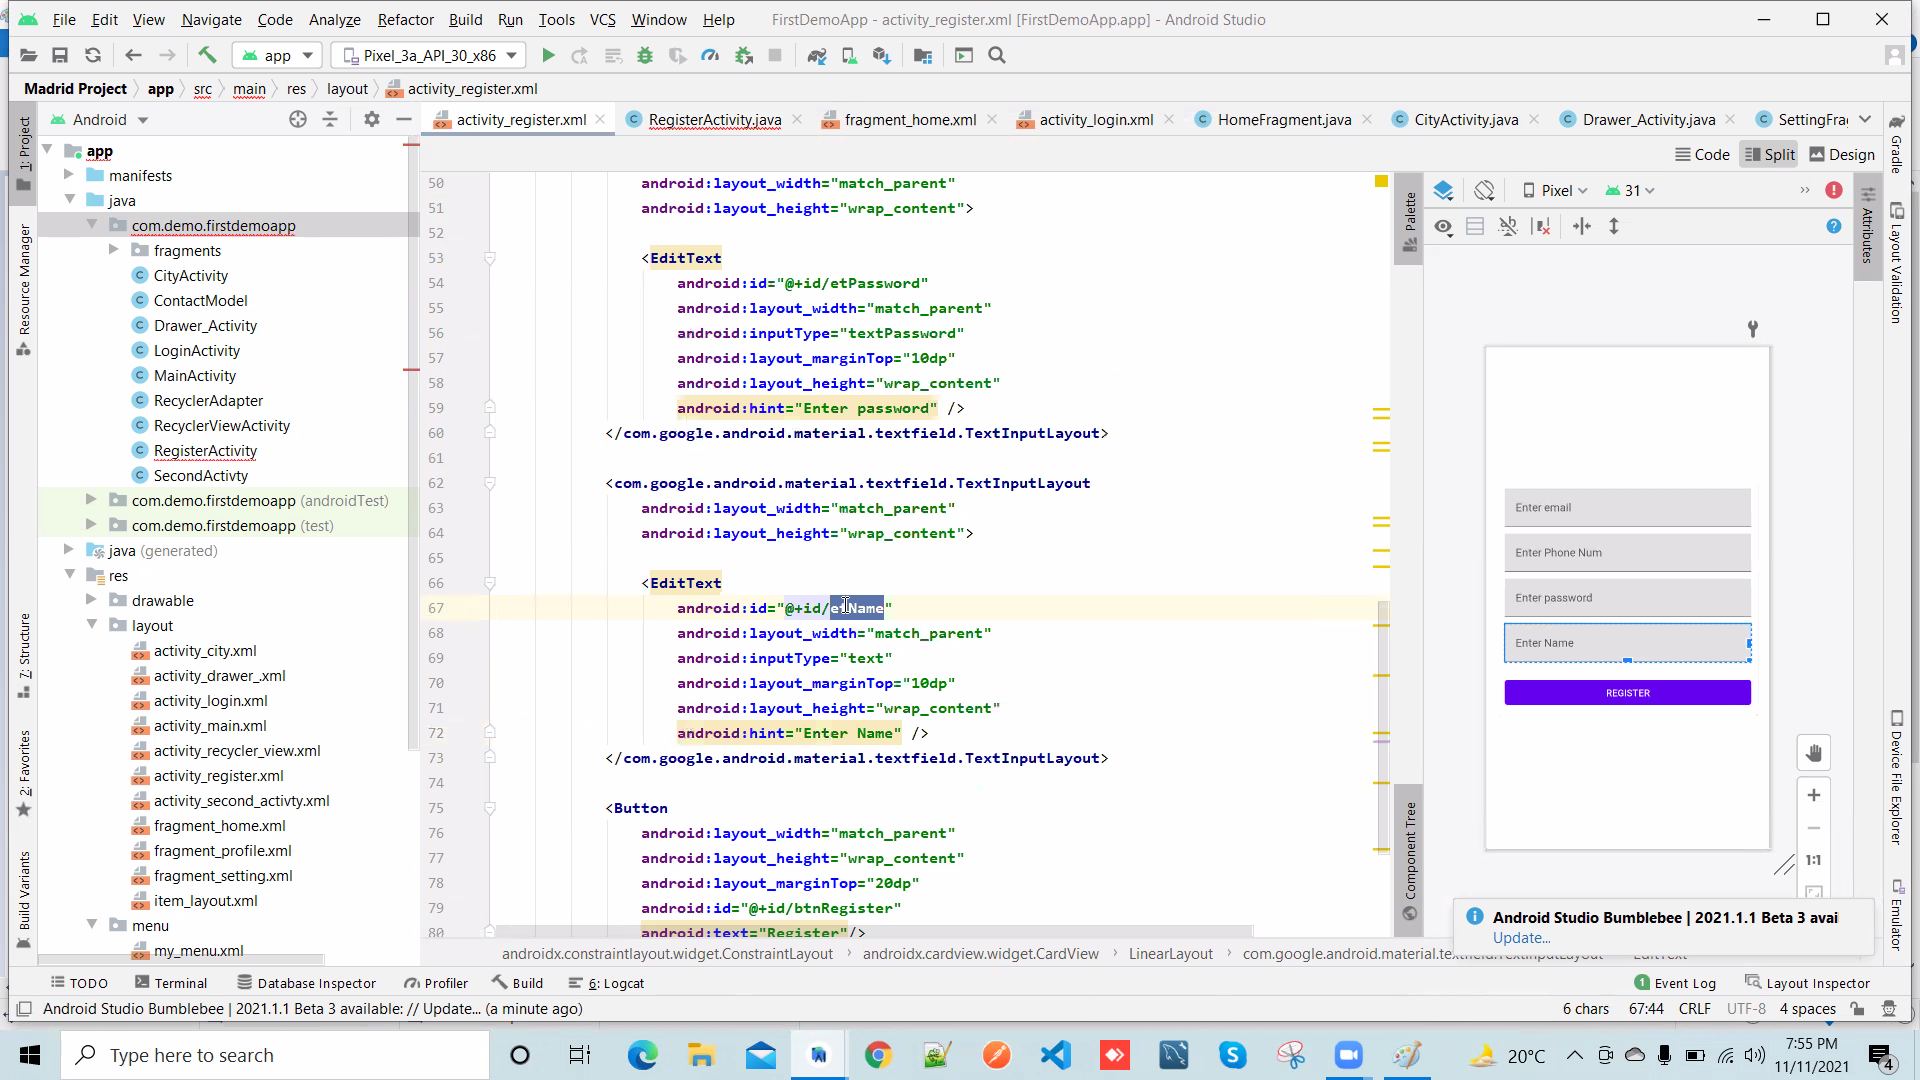 File Edit View Navigate Code Analyze Refactor Build Run Tools VCS Window Help FirstDemoApp - activity_register.xml [FirstDemoApp.app] - Android Studio
app Pixel_3a_API_30_x86
Madrid Project app src main res layout activity_register.xml
Android activity_register.xml RegisterActivity.java fragment_home.xml activity_login.xml HomeFragment.java CityActivity.java Drawer_Activity.java SettingFra
Code Split Design
1: Project
Resource Manager
7: Structure
2: Favorites
Build Variants
app
manifests
java
com.demo.firstdemoapp
fragments
CityActivity
ContactModel
Drawer_Activity
LoginActivity
MainActivity
RecyclerAdapter
RecyclerViewActivity
RegisterActivity
SecondActivty
com.demo.firstdemoapp (androidTest)
com.demo.firstdemoapp (test)
java (generated)
res
drawable
layout
activity_city.xml
activity_drawer_.xml
activity_login.xml
activity_main.xml
activity_recycler_view.xml
activity_register.xml
activity_second_activty.xml
fragment_home.xml
fragment_profile.xml
fragment_setting.xml
item_layout.xml
menu
my_menu.xml
50 android:layout_width="match_parent"
51 android:layout_height="wrap_content">
52
53 <EditText
54 android:id="@+id/etPassword"
55 android:layout_width="match_parent"
56 android:inputType="textPassword"
57 android:layout_marginTop="10dp"
58 android:layout_height="wrap_content"
59 android:hint="Enter password" />
60 </com.google.android.material.textfield.TextInputLayout>
61
62 <com.google.android.material.textfield.TextInputLayout
63 android:layout_width="match_parent"
64 android:layout_height="wrap_content">
65
66 <EditText
67 android:id="@+id/etName"
68 android:layout_width="match_parent"
69 android:inputType="text"
70 android:layout_marginTop="10dp"
71 android:layout_height="wrap_content"
72 android:hint="Enter Name" />
73 </com.google.android.material.textfield.TextInputLayout>
74
75 <Button
76 android:layout_width="match_parent"
77 android:layout_height="wrap_content"
78 android:layout_marginTop="20dp"
79 android:id="@+id/btnRegister"
80 android:text="Register"/>
androidx.constraintlayout.widget.ConstraintLayout androidx.cardview.widget.CardView LinearLayout com.google.android.material.textfield.TextInputLayout EditText
Palette
Component Tree
Pixel 31
Enter email
Enter Phone Num
Enter password
Enter Name
REGISTER
1:1
Attributes
Gradle
Layout Validation
Device File Explorer
Emulator
Android Studio Bumblebee | 2021.1.1 Beta 3 avai
Update...
TODO Terminal Database Inspector Profiler Build 6: Logcat 1 Event Log Layout Inspector
Android Studio Bumblebee | 2021.1.1 Beta 3 available: // Update... (a minute ago) 6 chars 67:44 CRLF UTF-8 4 spaces
Type here to search 20°C 7:55 PM
11/11/2021 4